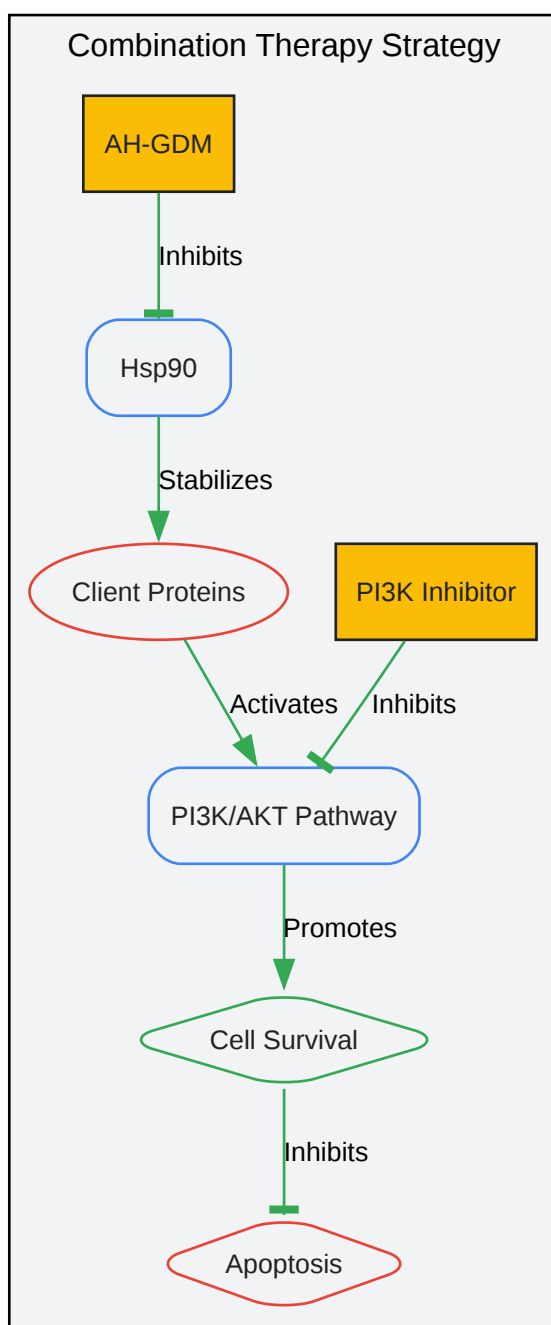 Combination Therapy Strategy
AH-GDM
Inhibits
Hsp90
Stabilizes
Client Proteins
PI3K Inhibitor
Activates
Inhibits
PI3K/AKT Pathway
Promotes
Cell Survival
Inhibits
Apoptosis